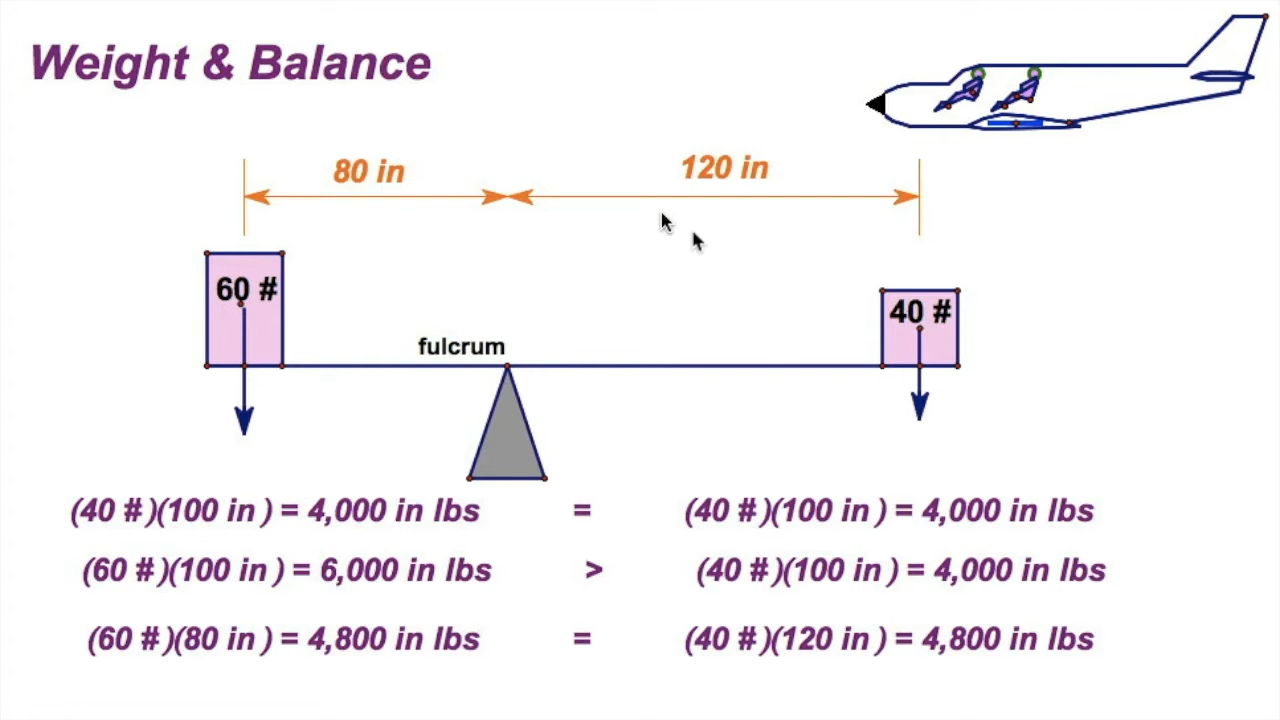 Weight & Balance
80 in
120 in
60 #
40 #
fulcrum
(40 #)(100 in) = 4,000 in lbs = (40 #)(100 in) = 4,000 in lbs
(60 #)(100 in) = 6,000 in lbs > (40 #)(100 in) = 4,000 in lbs
(60 #)(80 in) = 4,800 in lbs = (40 #)(120 in) = 4,800 in lbs